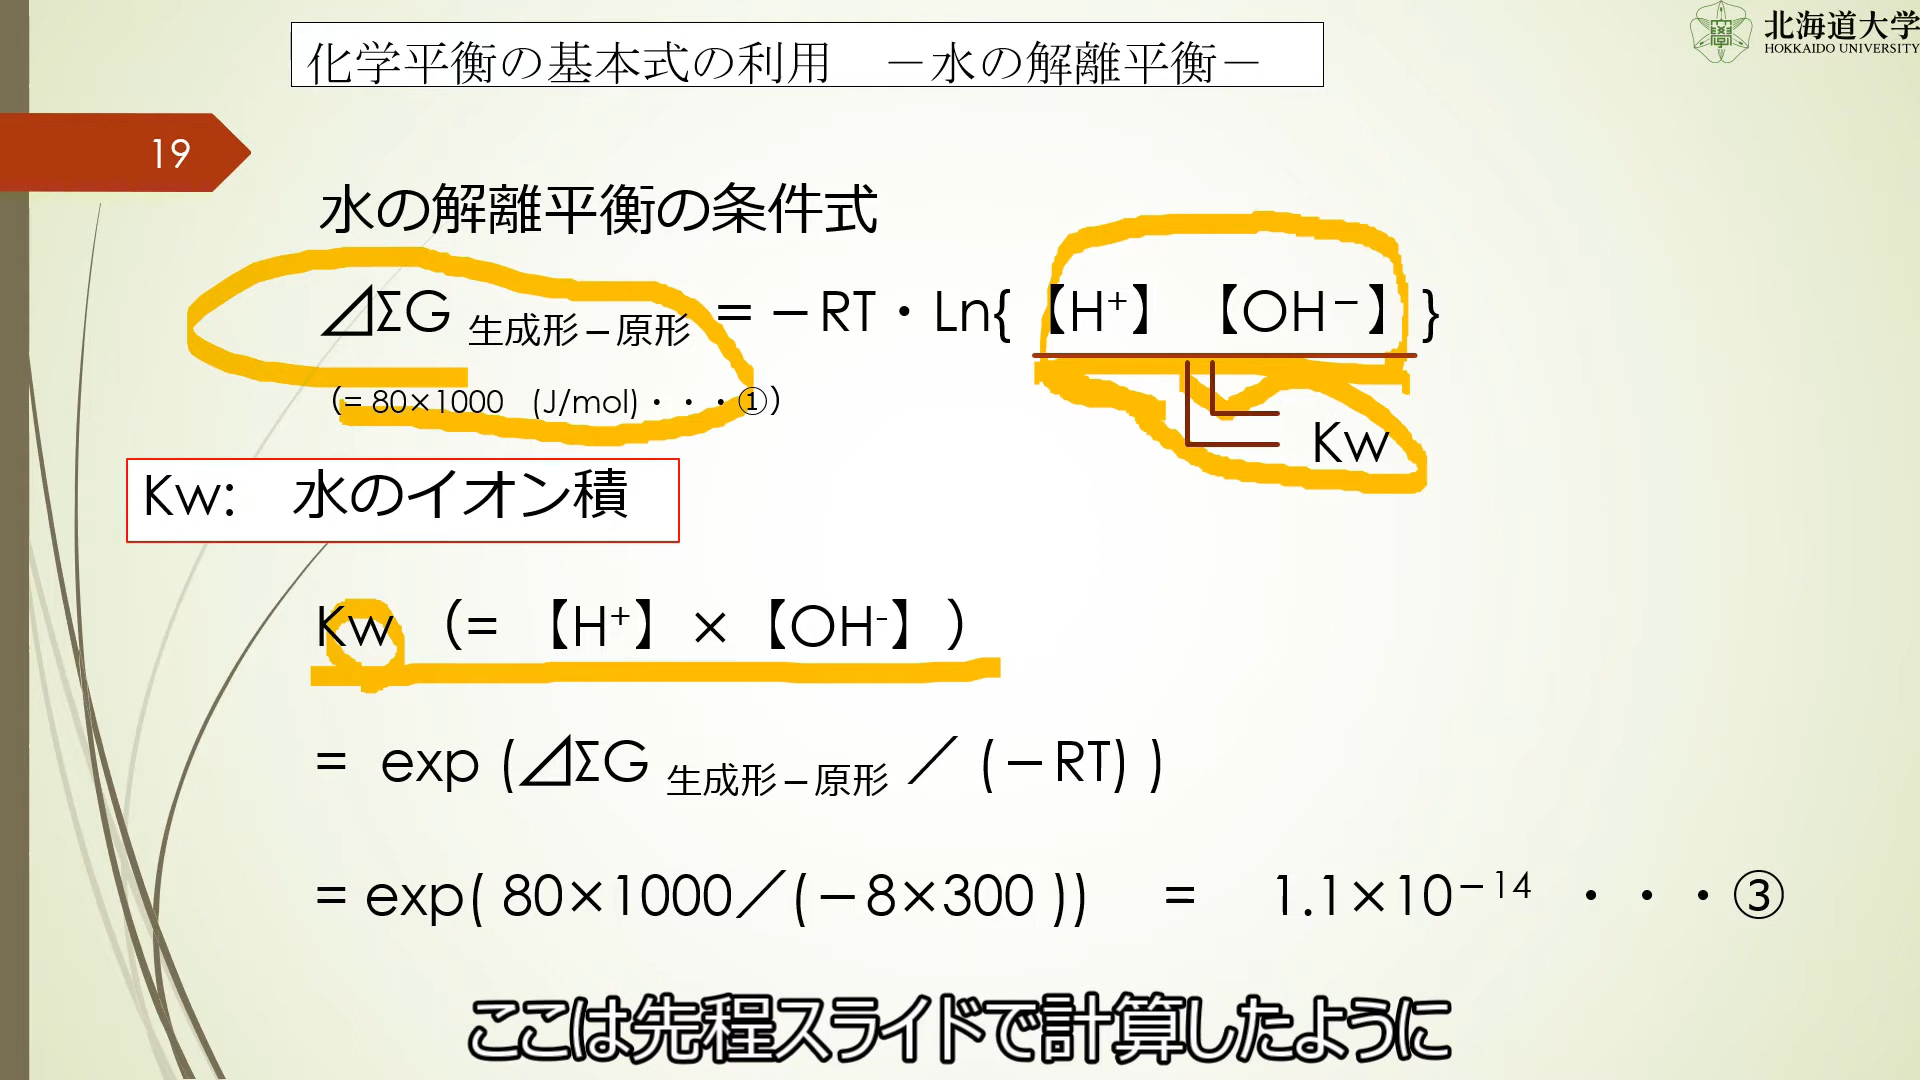 化学平衡の基本式の利用　－水の解離平衡－
北海道大学
HOKKAIDO UNIVERSITY
19
水の解離平衡の条件式
⊿ΣG 生成形－原形 ＝－RT・Ln{【H⁺】【OH⁻】}
（= 80×1000 (J/mol)・・・①）
Kw
Kw:　水のイオン積
Kw （= 【H⁺】×【OH⁻】）
= exp (⊿ΣG 生成形－原形 ／ (－RT) )
= exp( 80×1000／(－8×300 )) = 1.1×10⁻¹⁴ ・・・③
ここは先程スライドで計算したように